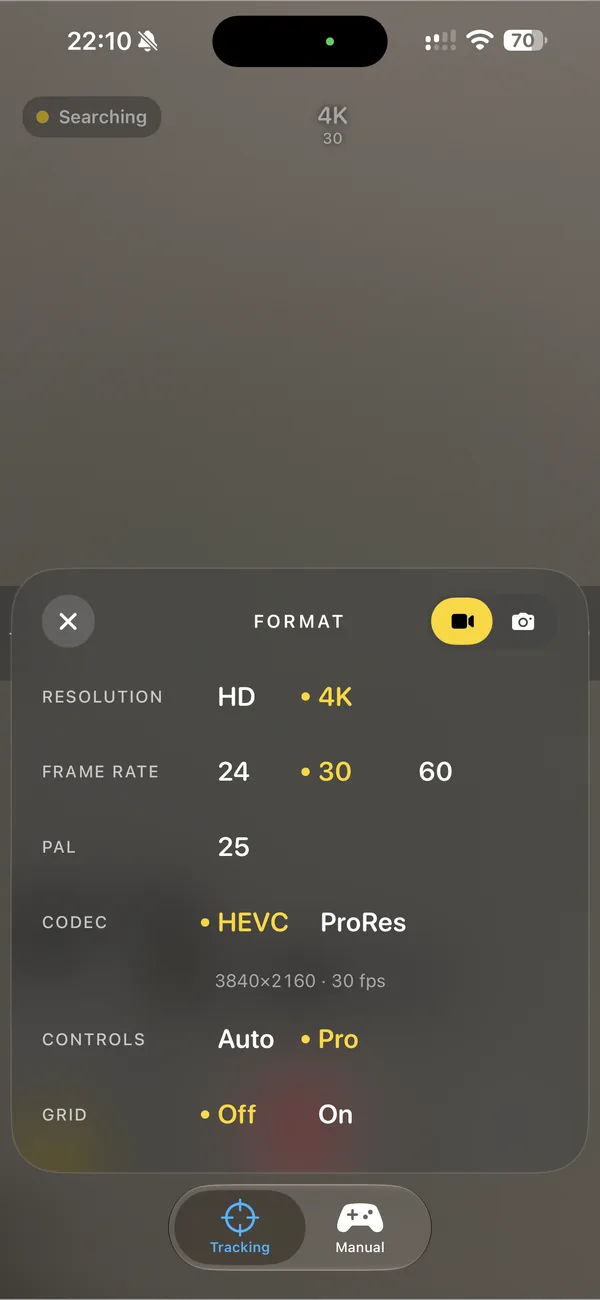 22:10
70
Searching
4K
30
FORMAT
RESOLUTION HD • 4K
FRAME RATE 24 • 30 60
PAL 25
CODEC • HEVC ProRes
3840×2160 · 30 fps
CONTROLS Auto • Pro
GRID • Off On
Tracking Manual